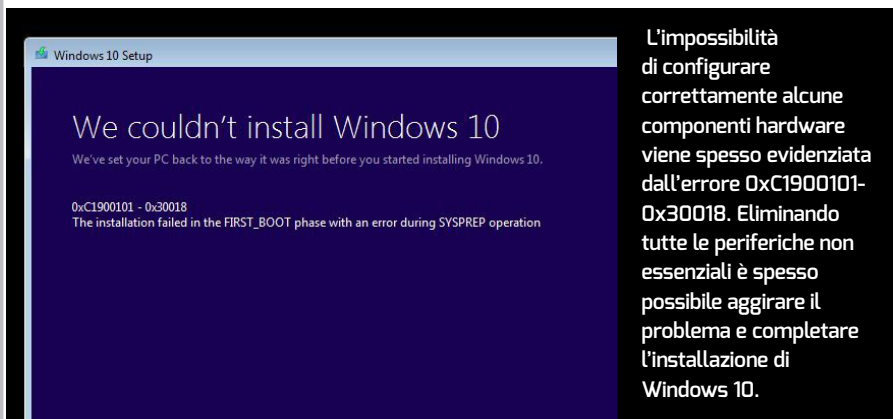 Windows 10 Setup
We couldn't install Windows 10
We've set your PC back to the way it was right before you started installing Windows 10.
0xC1900101 - 0x30018
The installation failed in the FIRST_BOOT phase with an error during SYSPREP operation
L'impossibilità
di configurare
correttamente alcune
componenti hardware
viene spesso evidenziata
dall'errore 0xC1900101-
0x30018. Eliminando
tutte le periferiche non
essenziali è spesso
possibile aggirare il
problema e completare
l'installazione di
Windows 10.